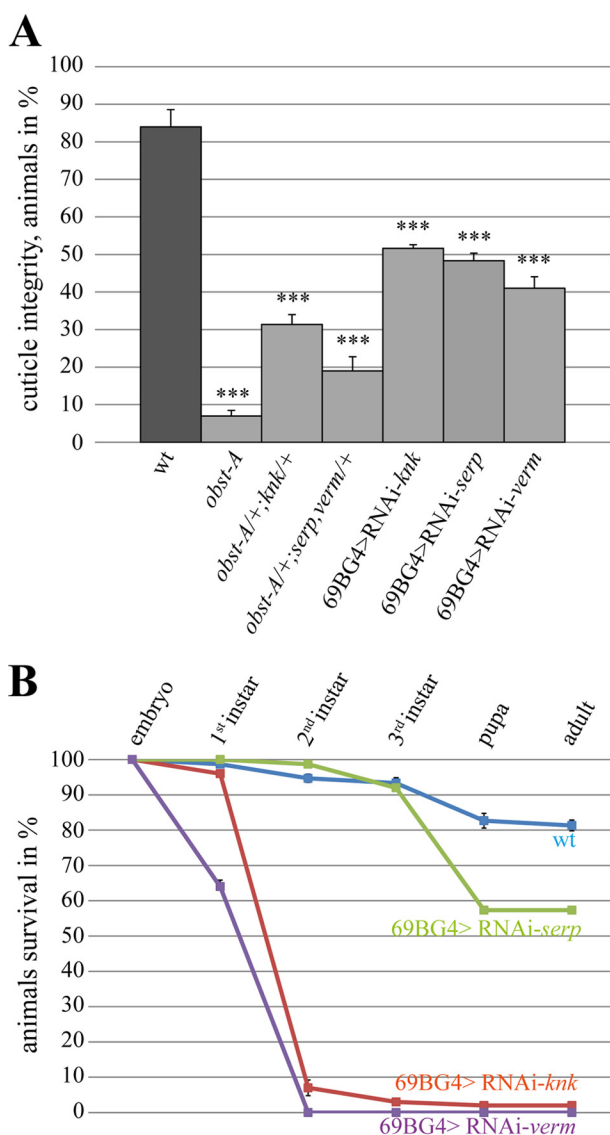 A
cuticle integrity, animals in %
100
90
80
70
60
50
40
30
20
10
0
***
***
***
***
***
***
wt
obst-A
obst-A/+;knk/+
obst-A/+;serp,verm/+
69BG4>RNAi-knk
69BG4>RNAi-serp
69BG4>RNAi-verm
B
embryo
1st instar
2nd instar
3rd instar
pupa
adult
animals survival in %
100
90
80
70
60
50
40
30
20
10
0
wt
69BG4> RNAi-serp
69BG4> RNAi-knk
69BG4> RNAi-verm